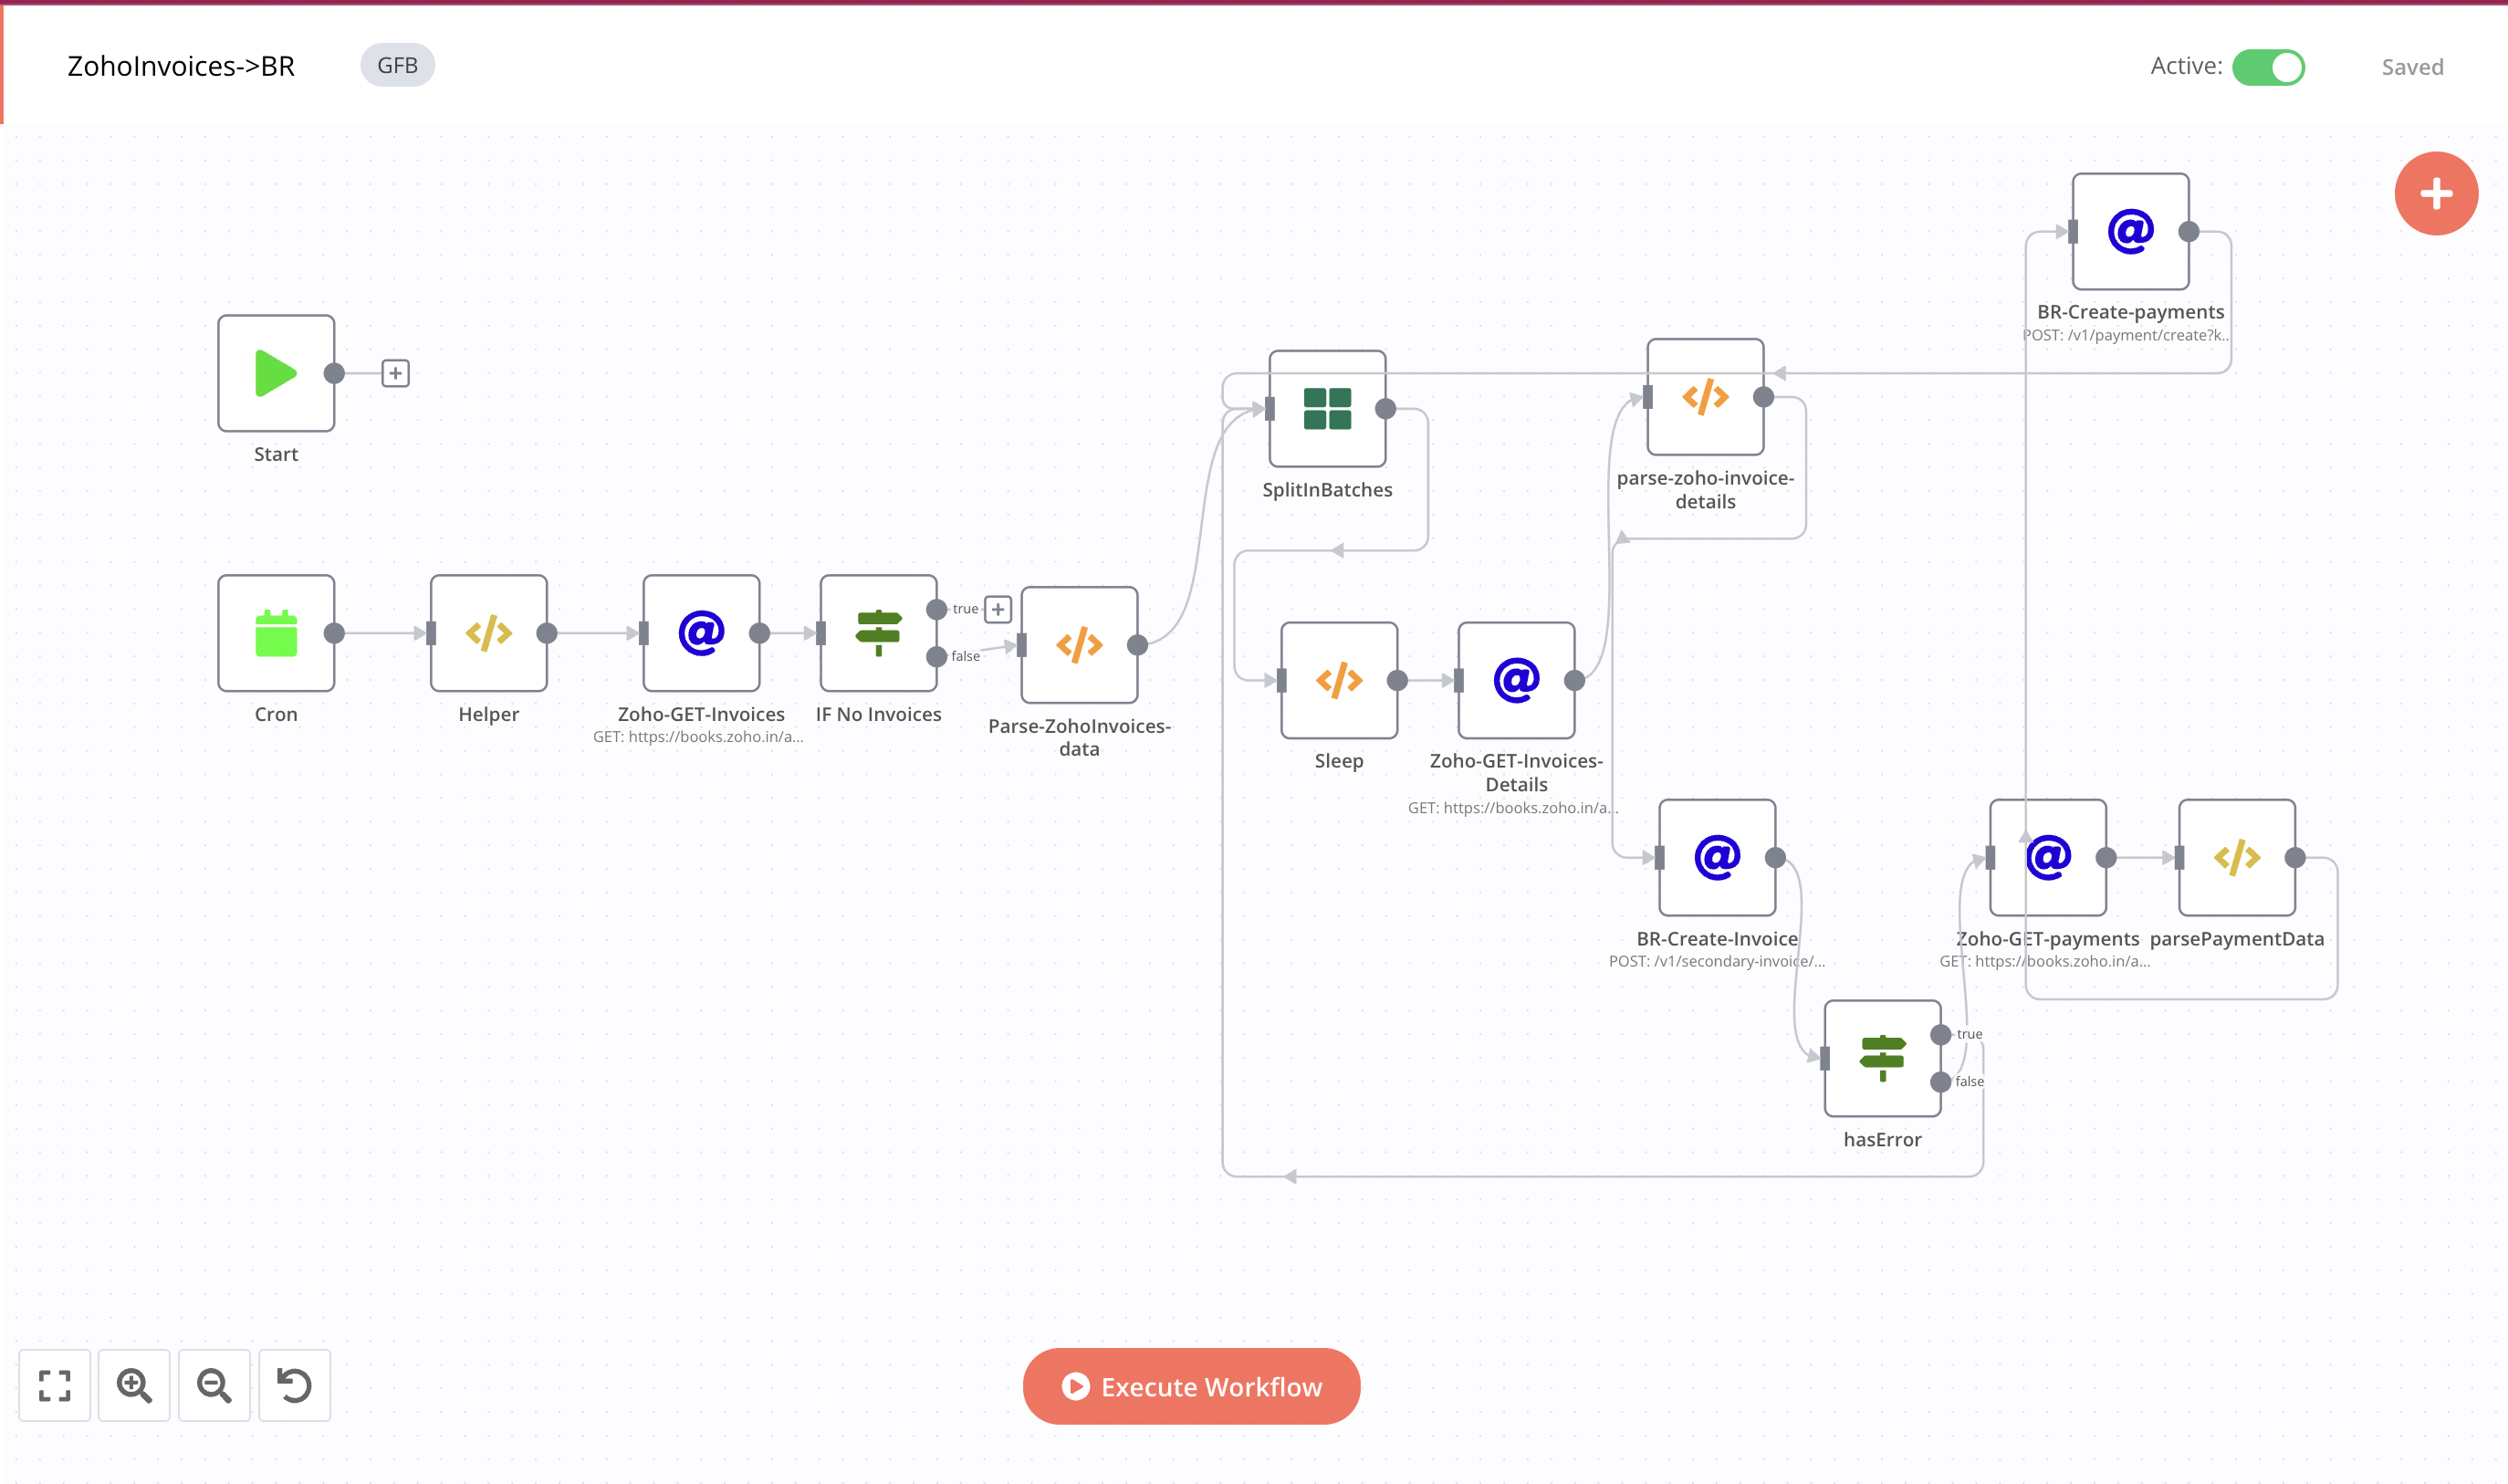 ZohoInvoices->BR
GFB
Active:
Saved
BR-Create-payments
POST: /v1/payment/create?k...
Start
SplitInBatches
parse-zoho-invoice-
details
true
false
Cron
Helper
Zoho-GET-Invoices
GET: https://books.zoho.in/a...
IF No Invoices
Parse-ZohoInvoices-
data
Sleep
Zoho-GET-Invoices-
Details
GET: https://books.zoho.in/a...
BR-Create-Invoice
POST: /v1/secondary-invoice/...
Zoho-GET-payments
GET: https://books.zoho.in/a...
parsePaymentData
true
false
hasError
Execute Workflow